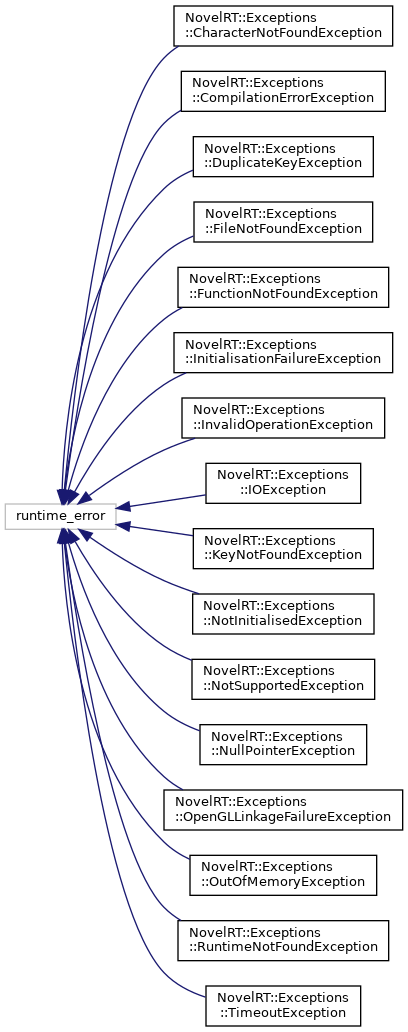 NovelRT::Exceptions
::CharacterNotFoundException
NovelRT::Exceptions
::CompilationErrorException
NovelRT::Exceptions
::DuplicateKeyException
NovelRT::Exceptions
::FileNotFoundException
NovelRT::Exceptions
::FunctionNotFoundException
NovelRT::Exceptions
::InitialisationFailureException
NovelRT::Exceptions
::InvalidOperationException
NovelRT::Exceptions
::IOException
runtime_error
NovelRT::Exceptions
::KeyNotFoundException
NovelRT::Exceptions
::NotInitialisedException
NovelRT::Exceptions
::NotSupportedException
NovelRT::Exceptions
::NullPointerException
NovelRT::Exceptions
::OpenGLLinkageFailureException
NovelRT::Exceptions
::OutOfMemoryException
NovelRT::Exceptions
::RuntimeNotFoundException
NovelRT::Exceptions
::TimeoutException